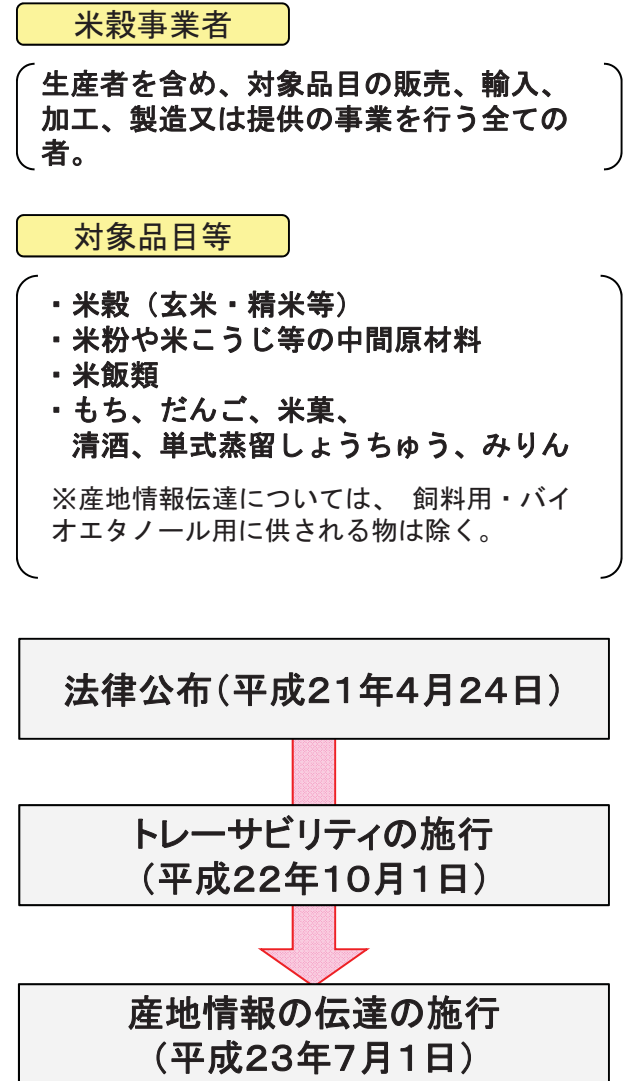 米穀事業者
生産者を含め、対象品目の販売、輸入、
加工、製造又は提供の事業を行う全ての
者。
対象品目等
・米穀（玄米・精米等）
・米粉や米こうじ等の中間原材料
・米飯類
・もち、だんご、米菓、
清酒、単式蒸留しょうちゅう、みりん
※産地情報伝達については、 飼料用・バイ
オエタノール用に供される物は除く。
法律公布（平成２１年４月２４日）
トレーサビリティの施行
（平成２２年１０月１日）
産地情報の伝達の施行
（平成２３年７月１日）